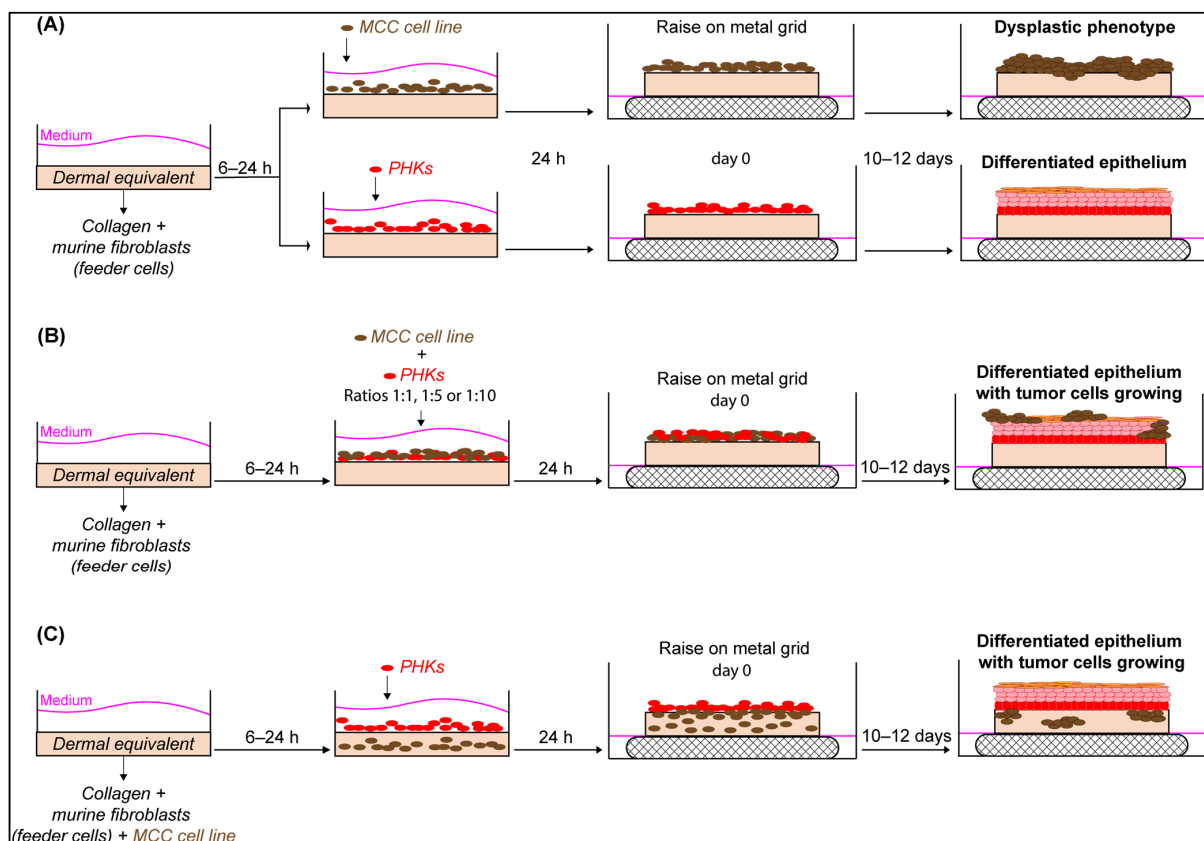 (A)
MCC cell line
Raise on metal grid
Dysplastic phenotype
Medium
Dermal equivalent
6–24 h
PHKs
24 h
day 0
10–12 days
Differentiated epithelium
Collagen +
murine fibroblasts
(feeder cells)
(B)
MCC cell line
+
PHKs
Ratios 1:1, 1:5 or 1:10
Raise on metal grid
day 0
Differentiated epithelium
with tumor cells growing
Medium
Dermal equivalent
6–24 h
24 h
10–12 days
Collagen +
murine fibroblasts
(feeder cells)
(C)
PHKs
Raise on metal grid
day 0
Differentiated epithelium
with tumor cells growing
Medium
Dermal equivalent
6–24 h
24 h
10–12 days
Collagen +
murine fibroblasts
(feeder cells) + MCC cell line